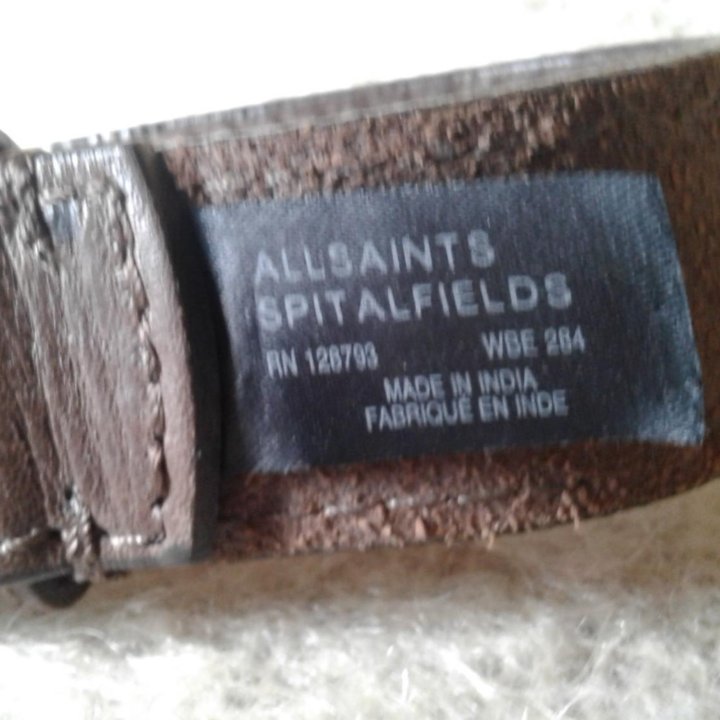 ALLSAINTS
SPITALFIELDS
RN 126793 WBE 264
MADE IN INDIA
FABRIQUÉ EN INDE